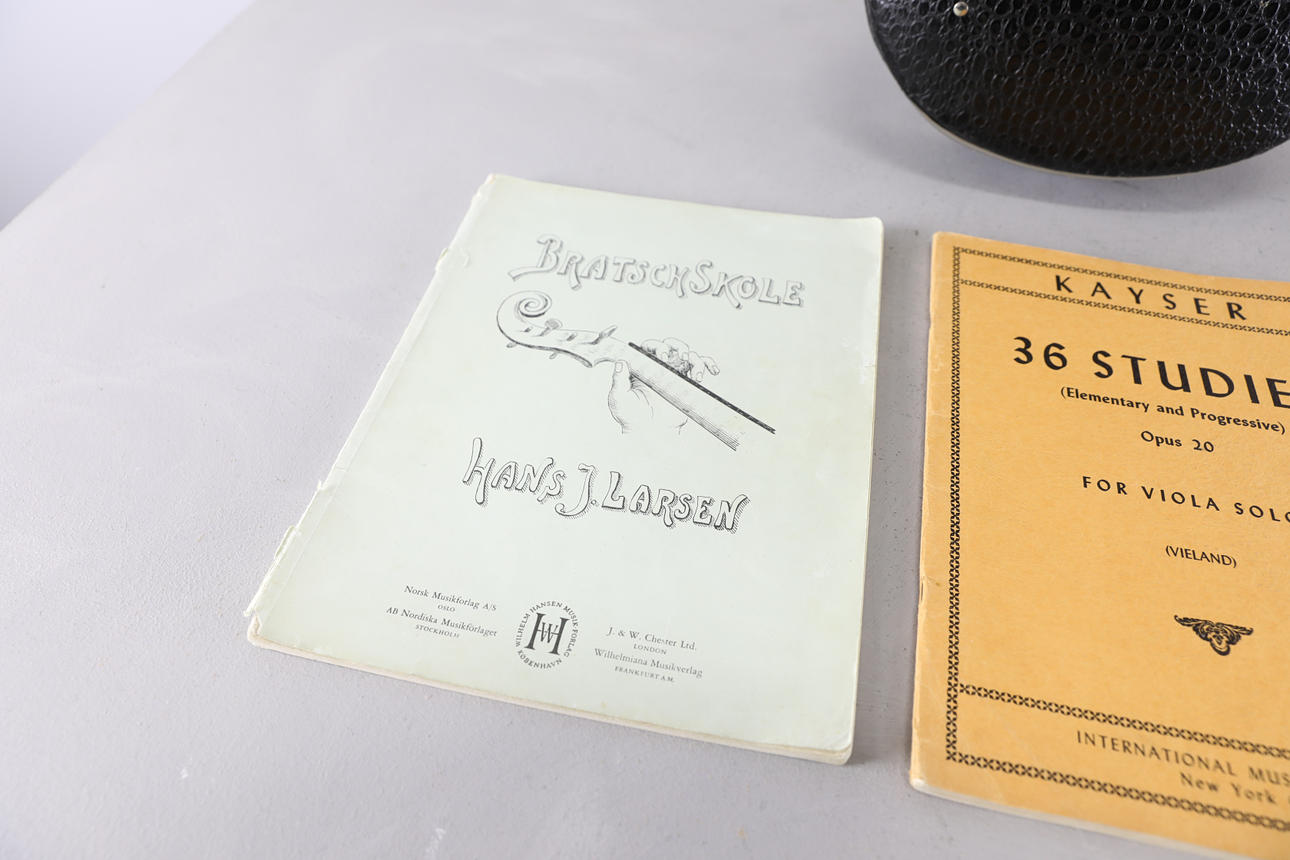 BRATSCHSKOLE
HANS J. LARSEN
Norsk Musikforlag A/S
OSLO
AB Nordiska Musikförlaget
STOCKHOLM
WILHELM HANSEN MUSIK-FORLAG
KØBENHAVN
WH
J. & W. Chester Ltd.
LONDON
Wilhelmiana Musikverlag
FRANKFURT A.M.
KAYSER
36 STUDIE
(Elementary and Progressive)
Opus 20
FOR VIOLA SOLO
(VIELAND)
INTERNATIONAL MUS
New York